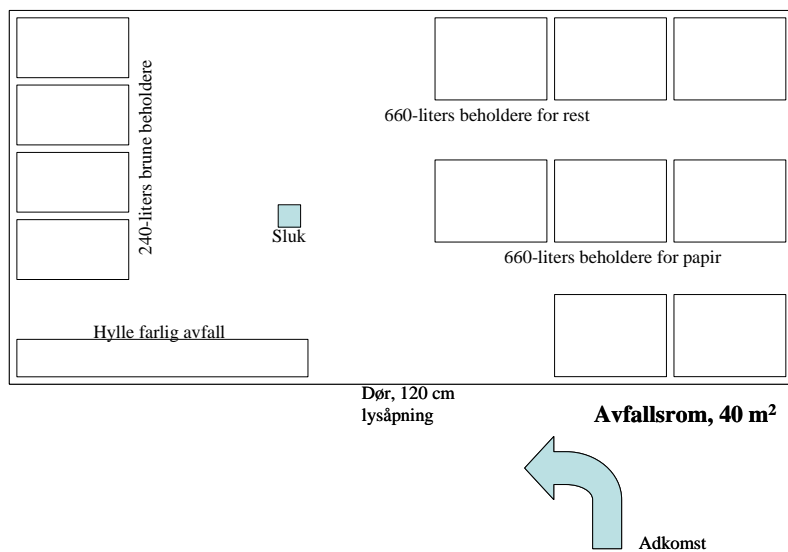 240-liters brune beholdere
660-liters beholdere for rest
Sluk
660-liters beholdere for papir
Hylle farlig avfall
Dør, 120 cm
lysåpning
Avfallsrom, 40 m²
Adkomst